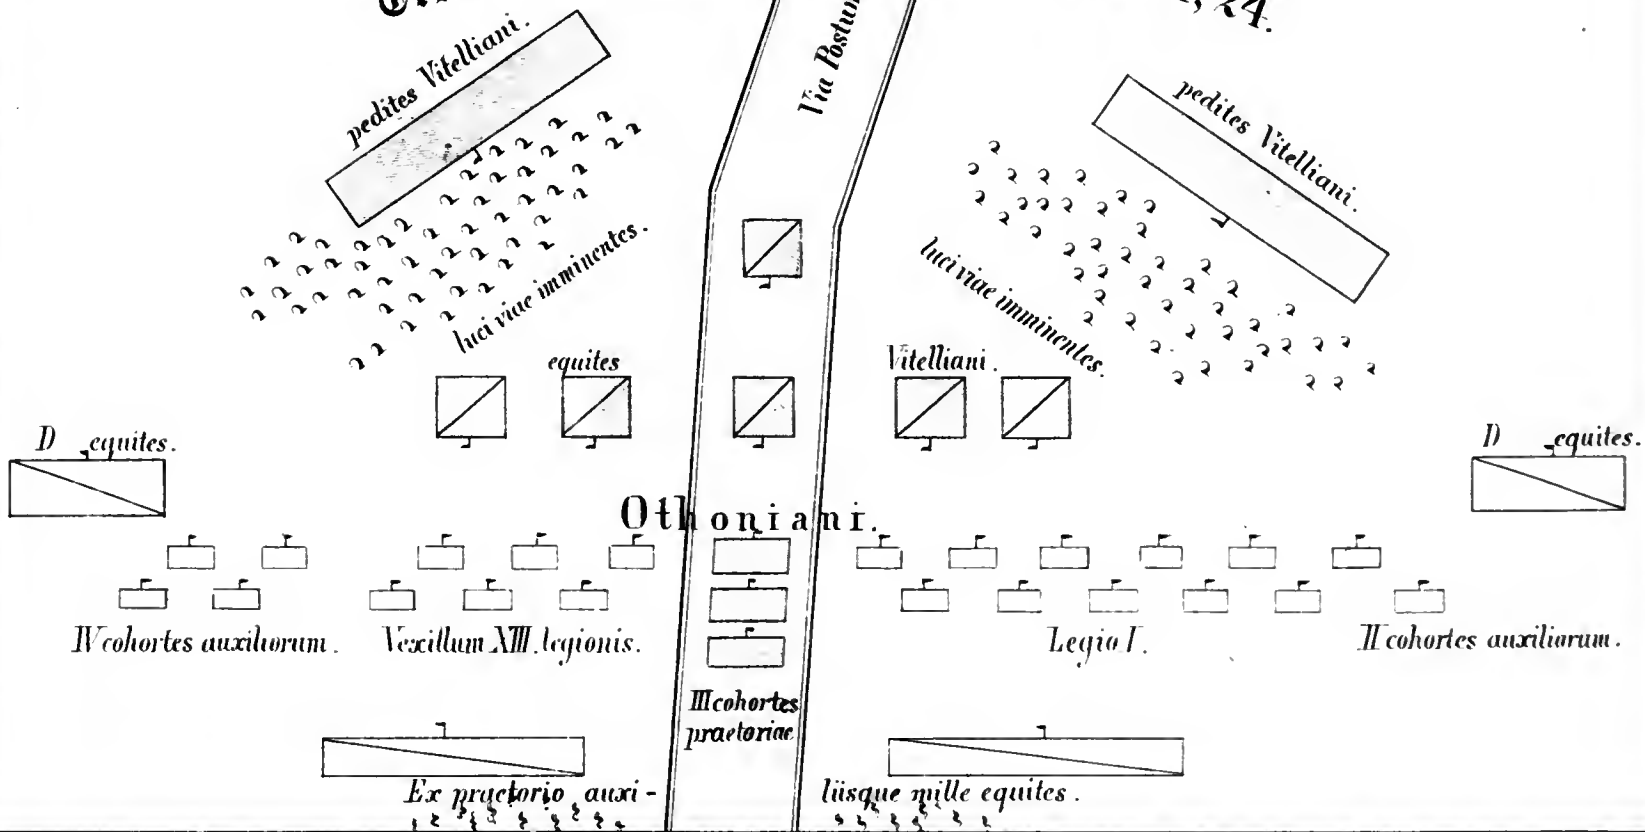 24.
pedites Vitelliani.
Via Postum
pedites Vitelliani.
luci viae imminentes.
luci viae imminentes.
equites Vitelliani.
D equites.
D equites.
Othoniani.
IV cohortes auxiliorum.
Vexillum XIII. legionis.
Legio I.
II cohortes auxiliorum.
III cohortes
praetoriae
Ex praetorio auxi-
liisque mille equites.